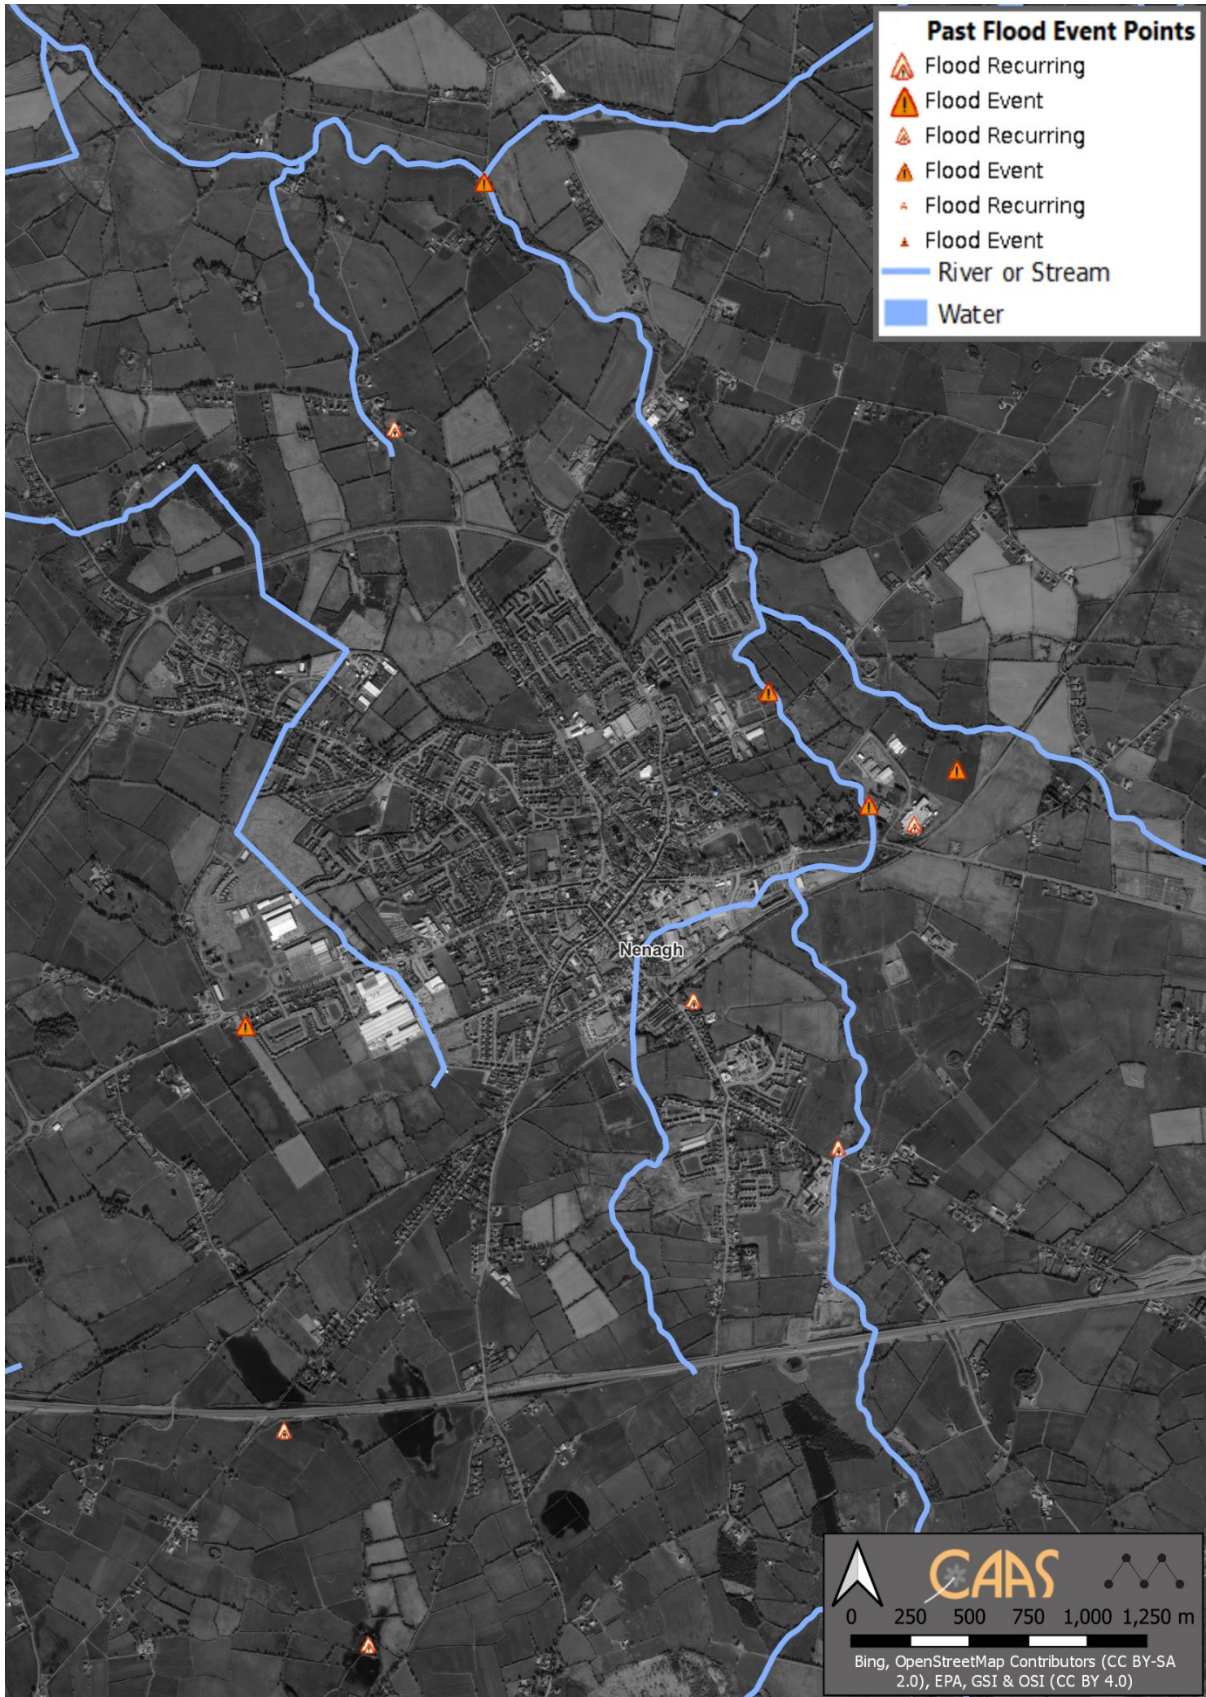 Past Flood Event Points
Flood Recurring
Flood Event
Flood Recurring
Flood Event
Flood Recurring
Flood Event
River or Stream
Water
Nenagh
CAAS
0 250 500 750 1,000 1,250 m
Bing, OpenStreetMap Contributors (CC BY-SA
2.0), EPA, GSI & OSI (CC BY 4.0)